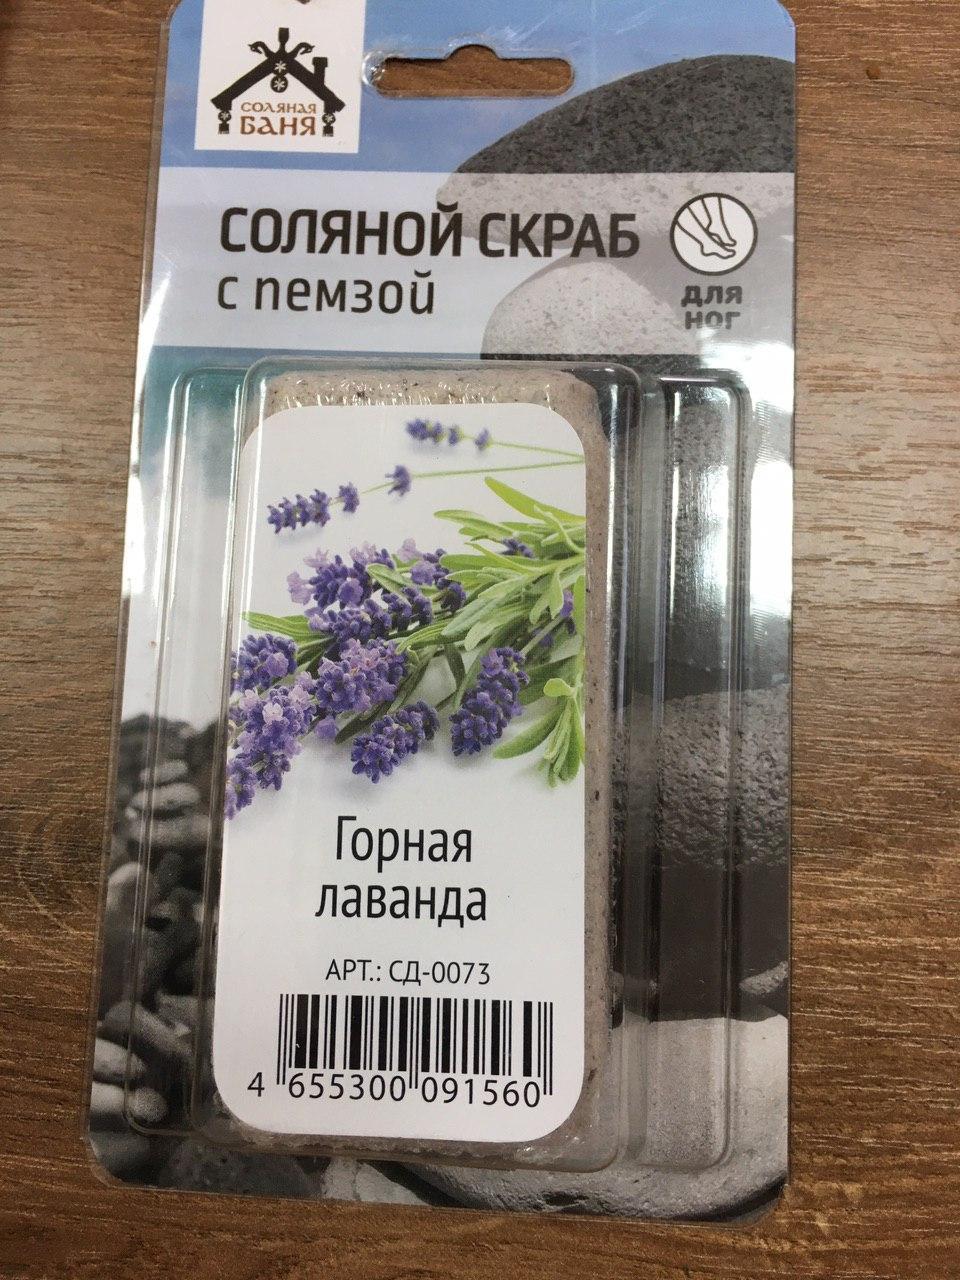 СОЛЯНАЯ
БАНЯ
СОЛЯНОЙ СКРАБ
с пемзой
для
ног
Горная
лаванда
АРТ.: СД-0073
4 655300 091560